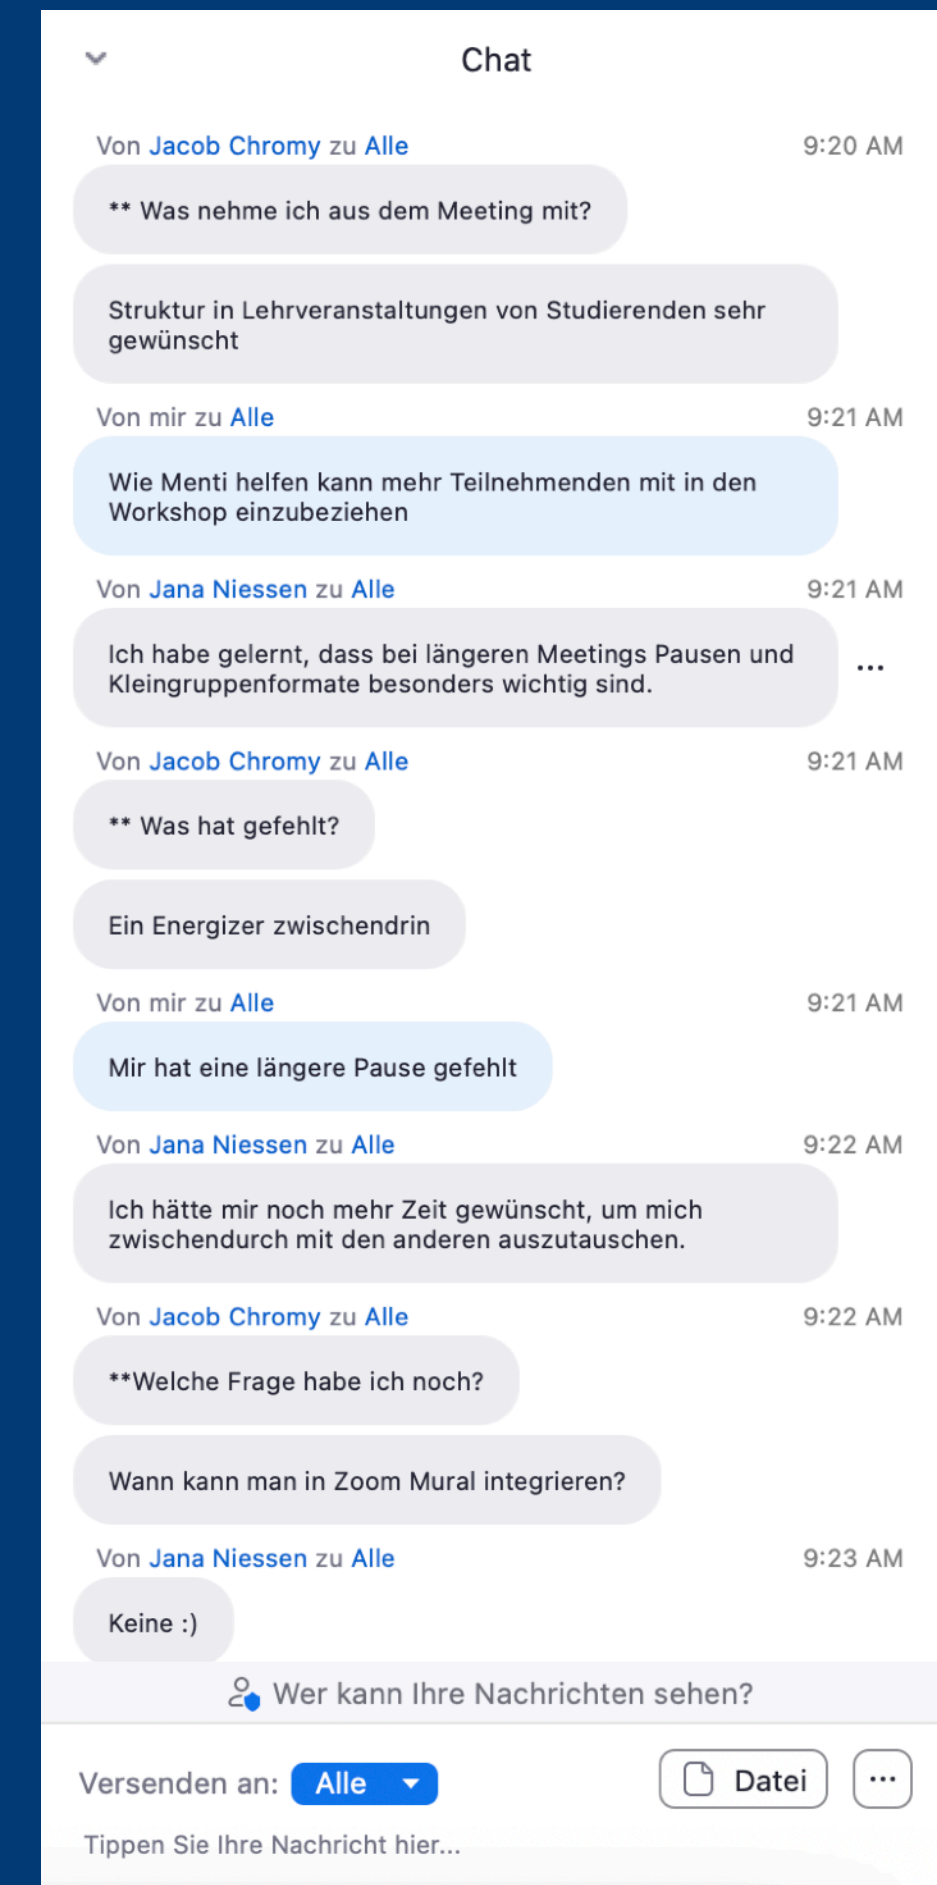 Chat
Von Jacob Chromy zu Alle 9:20 AM
** Was nehme ich aus dem Meeting mit?
Struktur in Lehrveranstaltungen von Studierenden sehr
gewünscht
Von mir zu Alle 9:21 AM
Wie Menti helfen kann mehr Teilnehmenden mit in den
Workshop einzubeziehen
Von Jana Niessen zu Alle 9:21 AM
Ich habe gelernt, dass bei längeren Meetings Pausen und
Kleingruppenformate besonders wichtig sind.
Von Jacob Chromy zu Alle 9:21 AM
** Was hat gefehlt?
Ein Energizer zwischendrin
Von mir zu Alle 9:21 AM
Mir hat eine längere Pause gefehlt
Von Jana Niessen zu Alle 9:22 AM
Ich hätte mir noch mehr Zeit gewünscht, um mich
zwischendurch mit den anderen auszutauschen.
Von Jacob Chromy zu Alle 9:22 AM
**Welche Frage habe ich noch?
Wann kann man in Zoom Mural integrieren?
Von Jana Niessen zu Alle 9:23 AM
Keine :)
Wer kann Ihre Nachrichten sehen?
Versenden an: Alle Datei ...
Tippen Sie Ihre Nachricht hier...